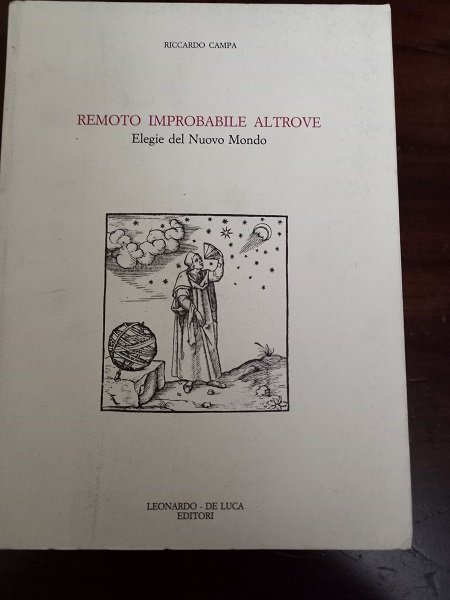 RICCARDO CAMPA
REMOTO IMPROBABILE ALTROVE
Elegie del Nuovo Mondo
LEONARDO - DE LUCA
EDITORI